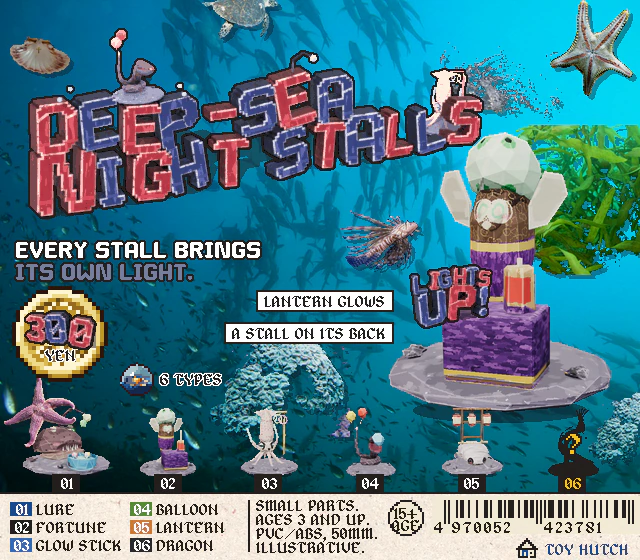 DEEP-SEA
NIGHT STALLS
EVERY STALL BRINGS
ITS OWN LIGHT.
300
YEN
LANTERN GLOWS
A STALL ON ITS BACK
LIGHTS
UP!
6 TYPES
?
01
02
03
04
05
06
01 LURE
02 FORTUNE
03 GLOW STICK
04 BALLOON
05 LANTERN
06 DRAGON
SMALL PARTS.
AGES 3 AND UP.
PVC/ABS, 50MM.
ILLUSTRATIVE.
15+
AGE
4 970052 423781
TOY HUTCH